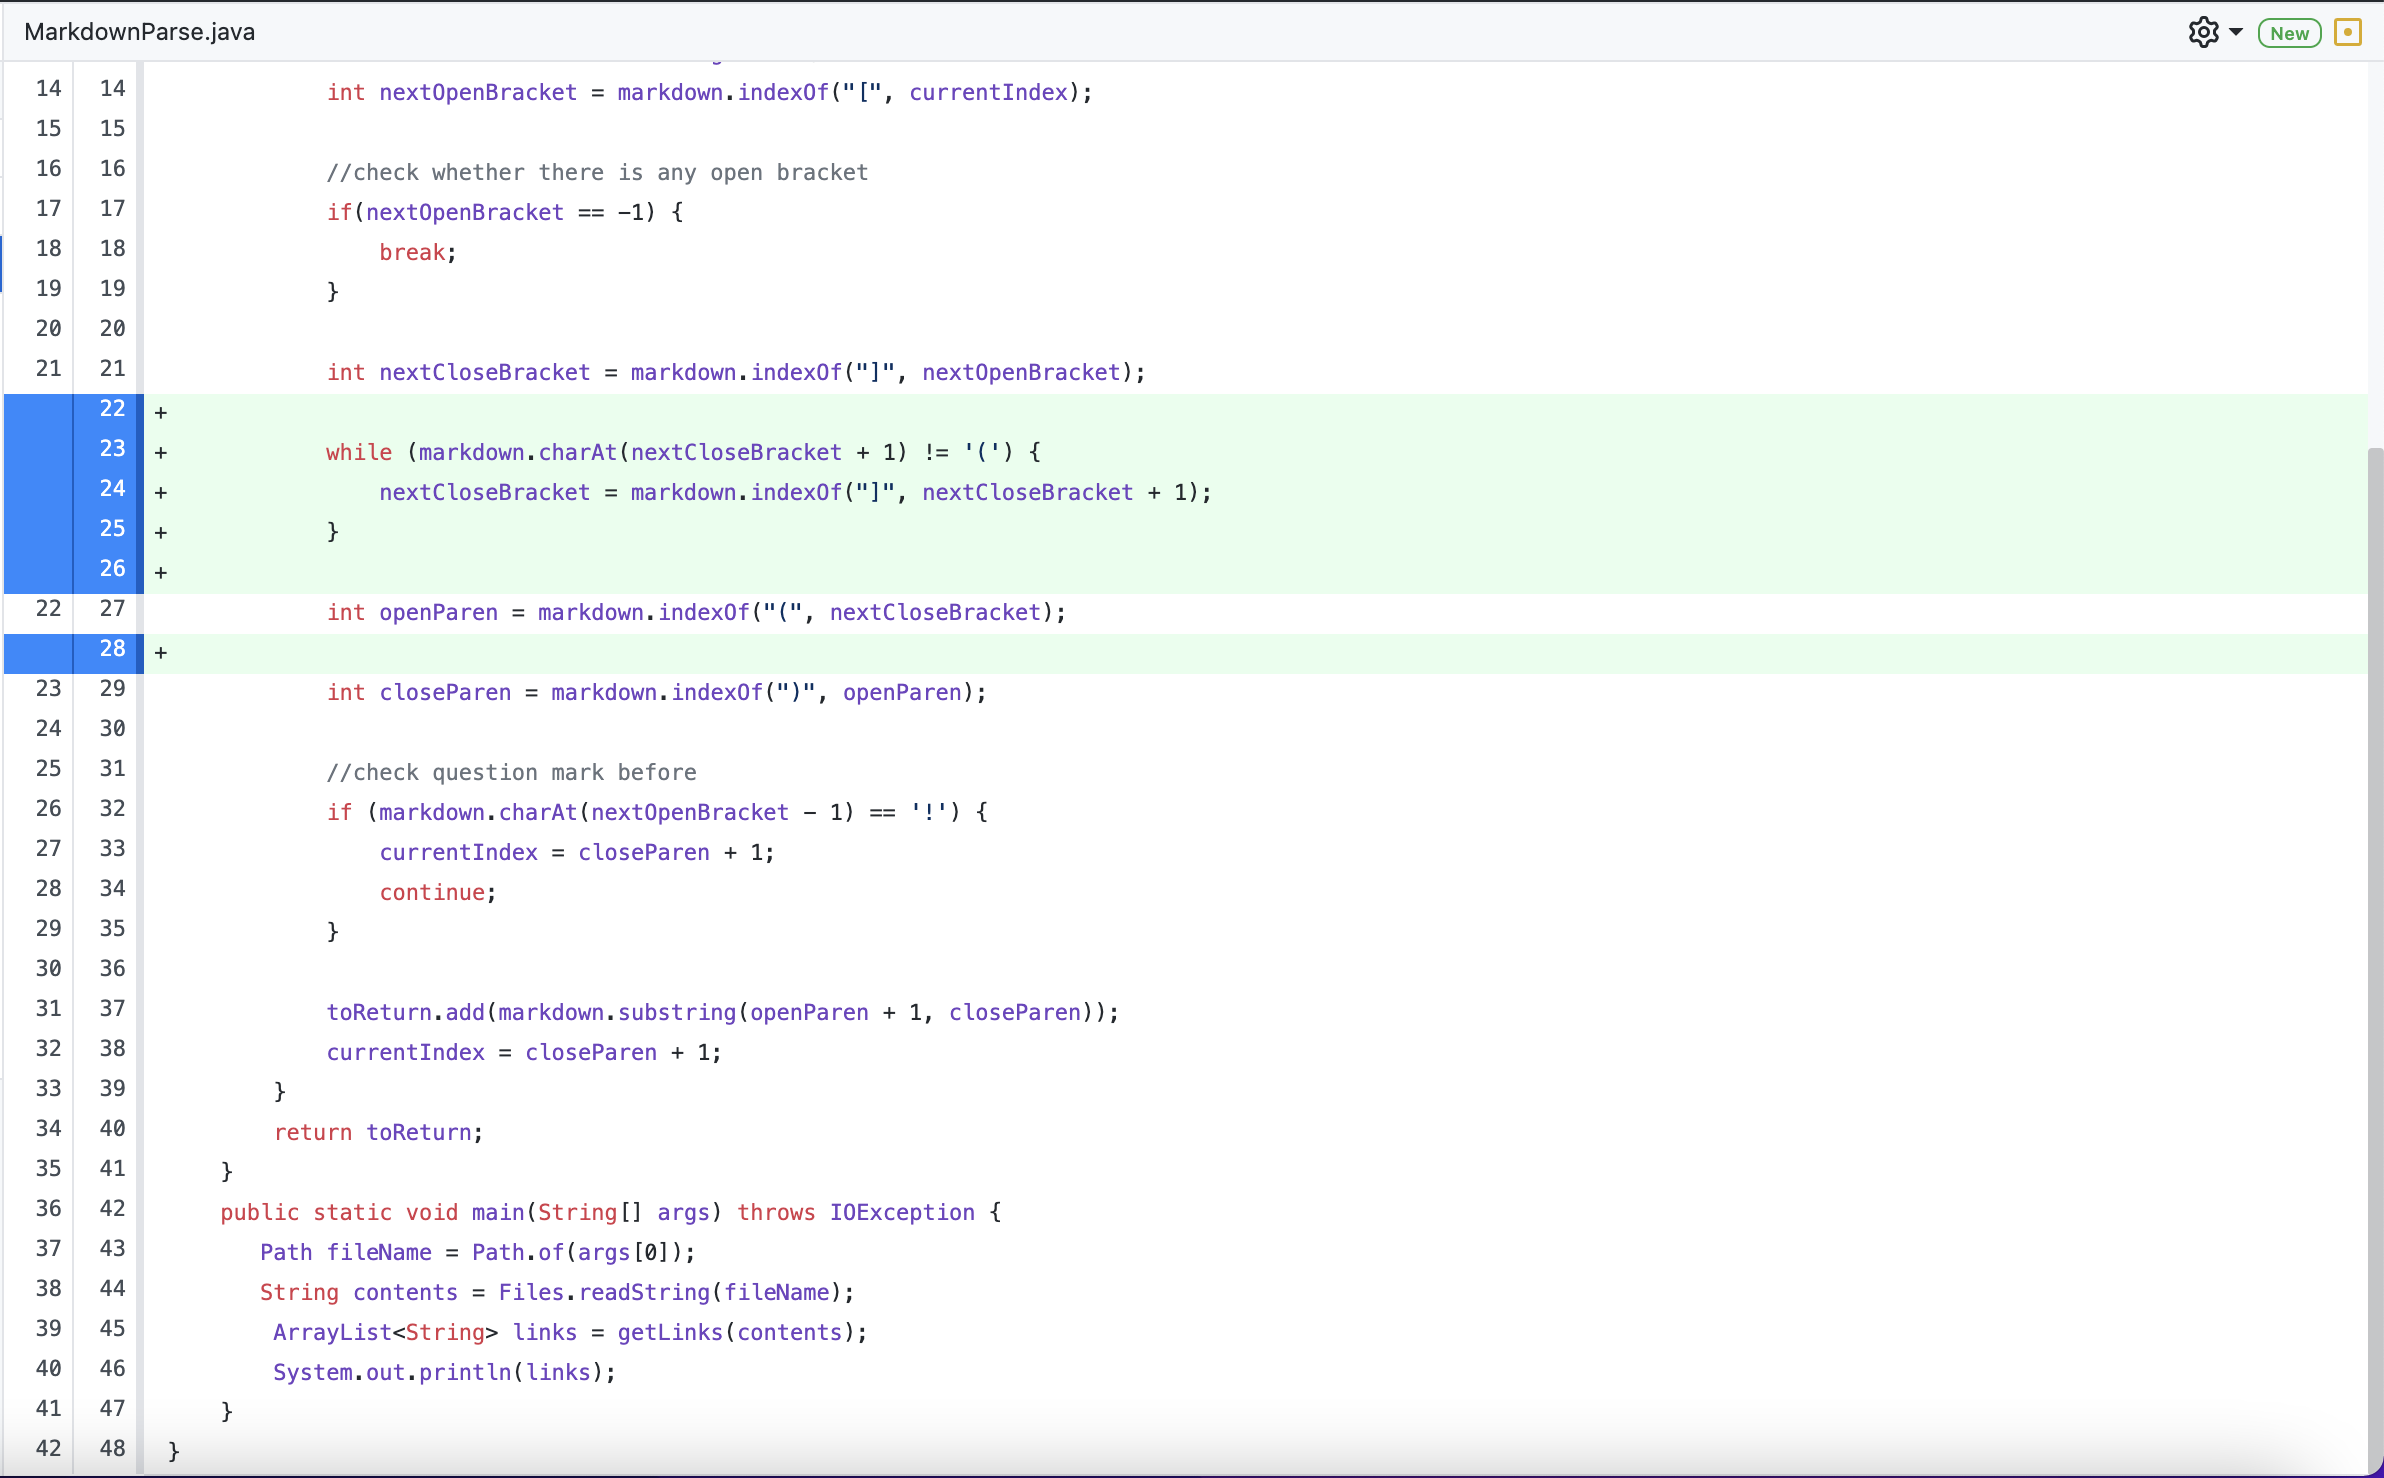 MarkdownParse.java New
14 14 int nextOpenBracket = markdown.indexOf("[", currentIndex);
15 15
16 16 //check whether there is any open bracket
17 17 if(nextOpenBracket == -1) {
18 18 break;
19 19 }
20 20
21 21 int nextCloseBracket = markdown.indexOf("]", nextOpenBracket);
22 +
23 + while (markdown.charAt(nextCloseBracket + 1) != '(') {
24 + nextCloseBracket = markdown.indexOf("]", nextCloseBracket + 1);
25 + }
26 +
22 27 int openParen = markdown.indexOf("(", nextCloseBracket);
28 +
23 29 int closeParen = markdown.indexOf(")", openParen);
24 30
25 31 //check question mark before
26 32 if (markdown.charAt(nextOpenBracket - 1) == '!') {
27 33 currentIndex = closeParen + 1;
28 34 continue;
29 35 }
30 36
31 37 toReturn.add(markdown.substring(openParen + 1, closeParen));
32 38 currentIndex = closeParen + 1;
33 39 }
34 40 return toReturn;
35 41 }
36 42 public static void main(String[] args) throws IOException {
37 43 Path fileName = Path.of(args[0]);
38 44 String contents = Files.readString(fileName);
39 45 ArrayList<String> links = getLinks(contents);
40 46 System.out.println(links);
41 47 }
42 48 }